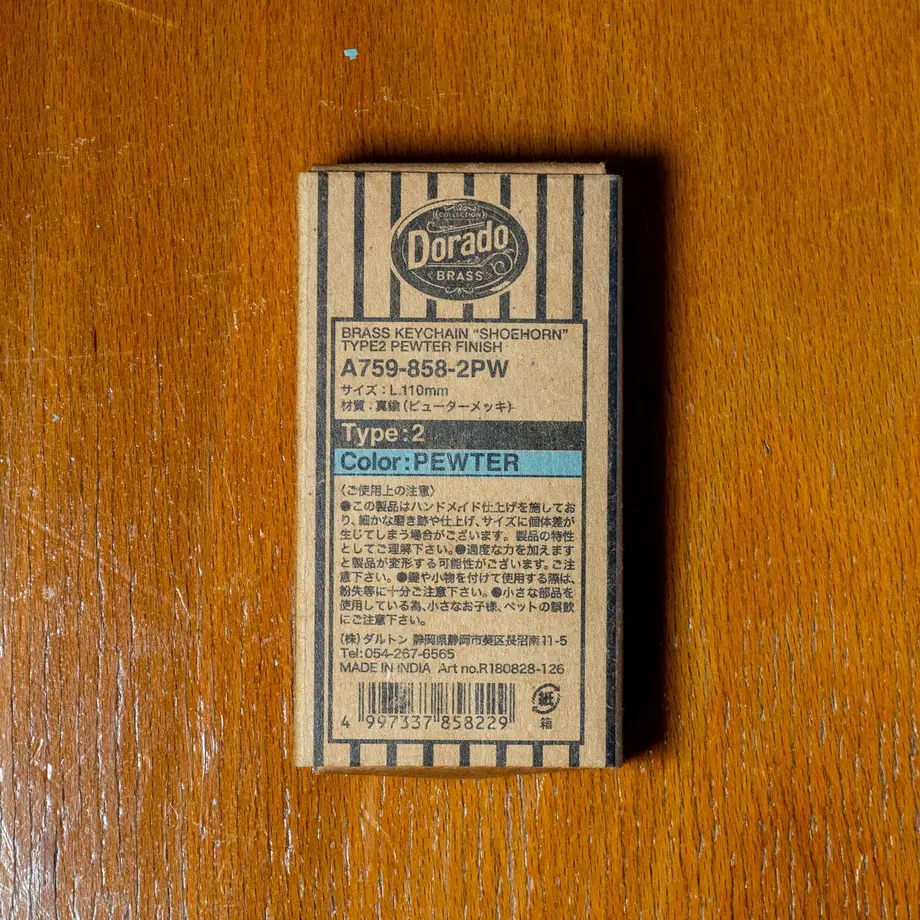 COLLECTION
Dorado
BRASS
BRASS KEYCHAIN "SHOEHORN"
TYPE2 PEWTER FINISH
A759-858-2PW
サイズ：L.110mm
材質：真鍮（ピューターメッキ）
Type:2
Color:PEWTER
〈ご使用上の注意〉
●この製品はハンドメイド仕上げを施してお
り、細かな磨き跡や仕上げ、サイズに個体差が
生じてしまう場合がございます。製品の特性
としてご理解下さい。●過度な力を加えます
と製品が変形する可能性がございます。ご注
意下さい。●鍵や小物を付けて使用する際は、
紛失等に十分ご注意下さい。●小さな部品を
使用している為、小さなお子様、ペットの誤飲
にご注意下さい。
（株）ダルトン 静岡県静岡市葵区長沼南11-5
Tel:054-267-6565
MADE IN INDIA Art no.R180828-126
4 997337 858229
紙
箱